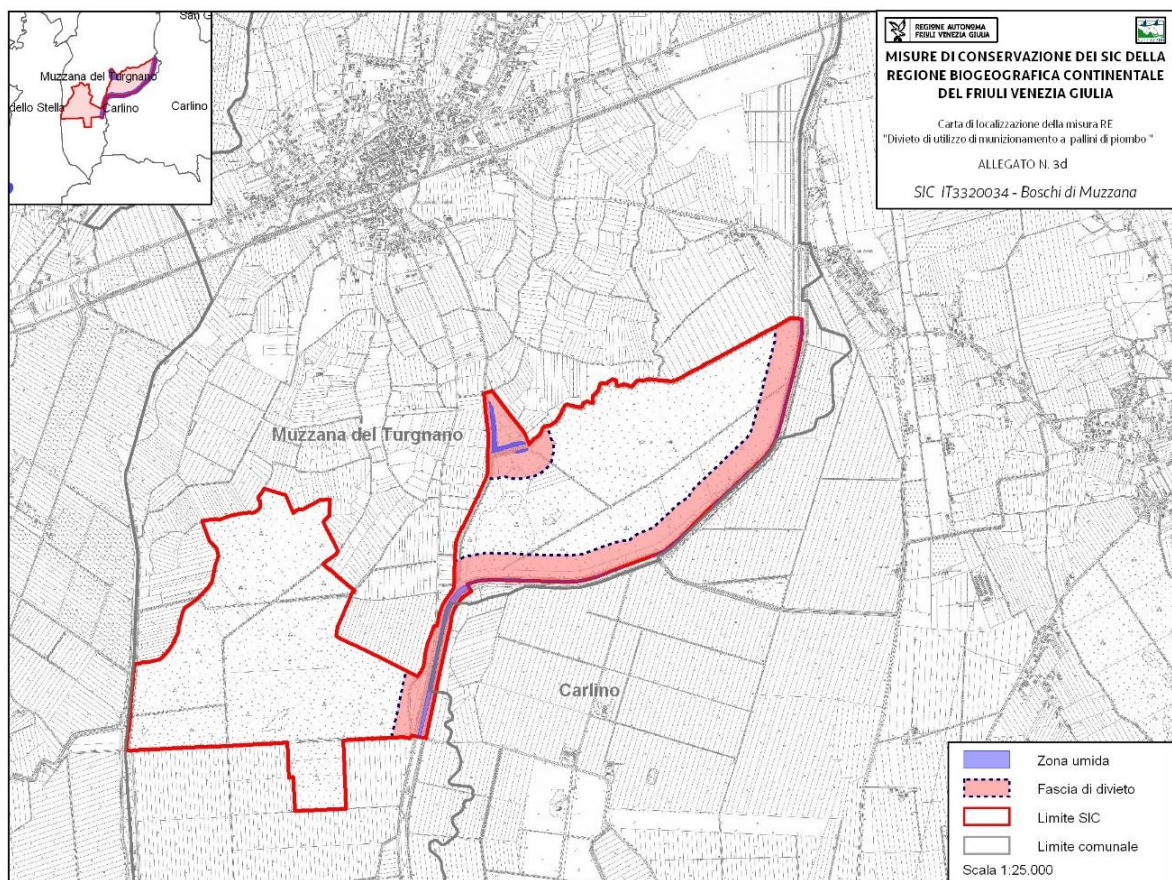 San G
Muzzana del Turgnano
dello Stella
Carlino
Carlino
REGIONE AUTONOMA
FRIULI VENEZIA GIULIA
MISURE DI CONSERVAZIONE DEI SIC DELLA
REGIONE BIOGEOGRAFICA CONTINENTALE
DEL FRIULI VENEZIA GIULIA
Carta di localizzazione della misura RE
"Divieto di utilizzo di munizionamento a pallini di piombo "
ALLEGATO N. 3d
SIC IT3320034 - Boschi di Muzzana
Muzzana del Turgnano
Carlino
Zona umida
Fascia di divieto
Limite SIC
Limite comunale
Scala 1:25.000